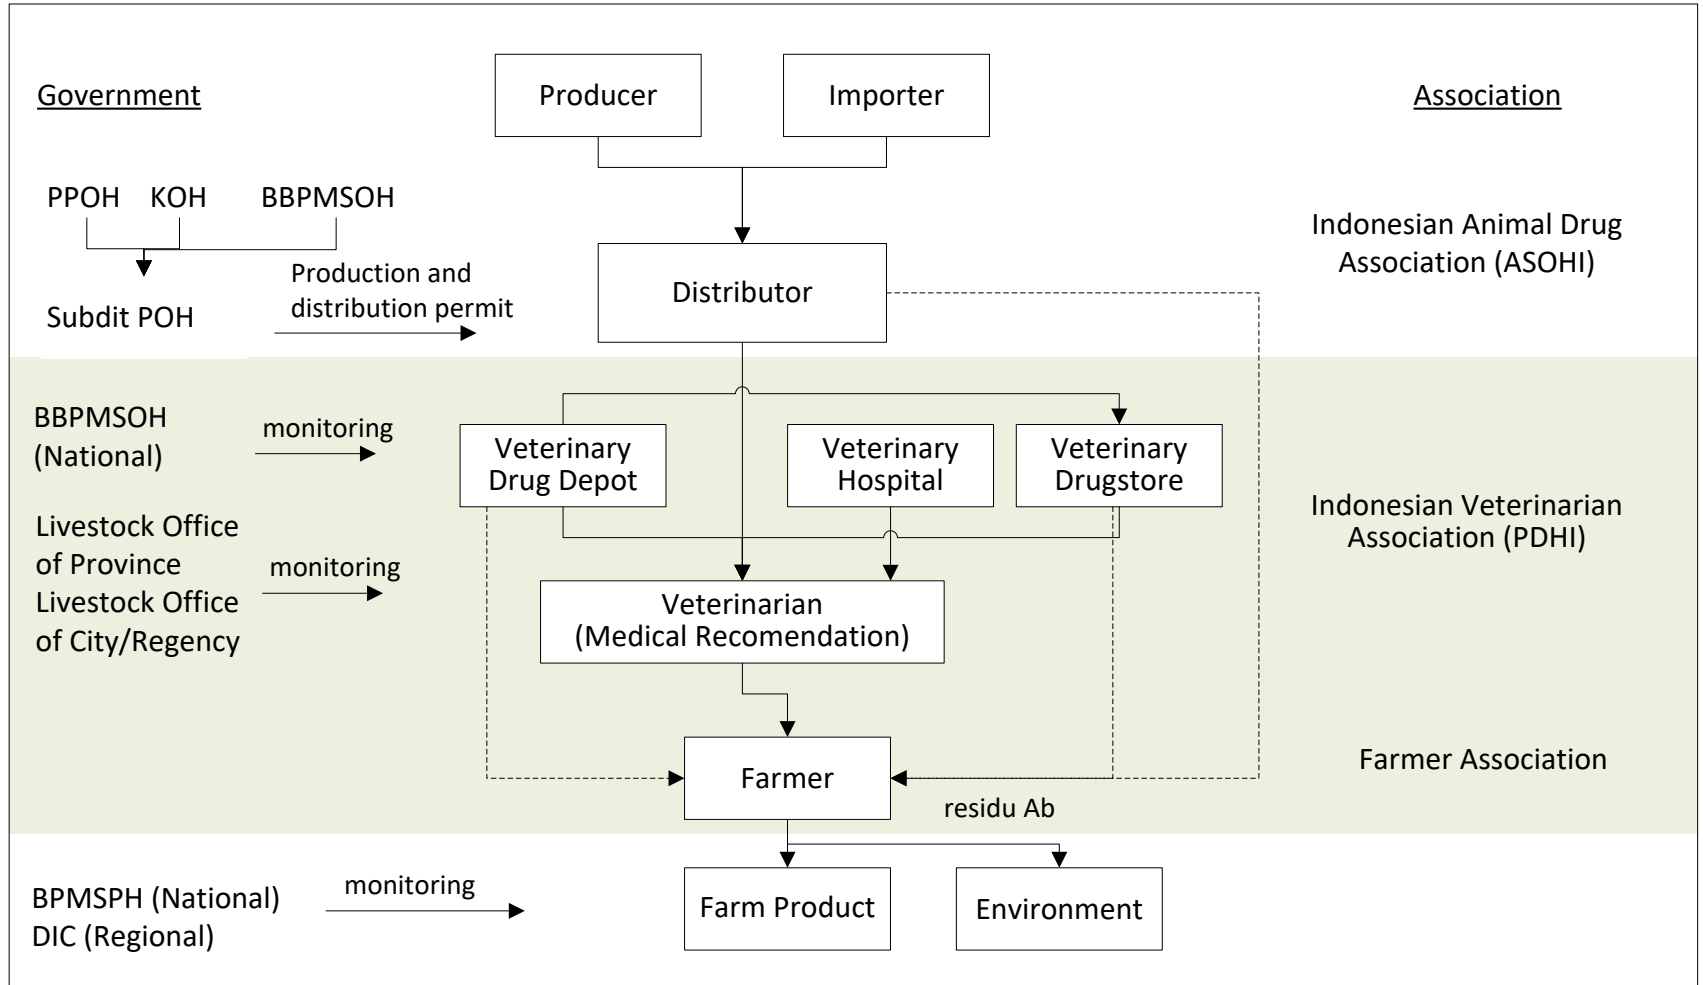 Government
Producer
Importer
Association
PPOH
KOH
BBPMSOH
Indonesian Animal Drug
Association (ASOHI)
Production and
distribution permit
Subdit POH
Distributor
BBPMSOH
(National)
monitoring
Veterinary
Drug Depot
Veterinary
Hospital
Veterinary
Drugstore
Indonesian Veterinarian
Association (PDHI)
Livestock Office
of Province
Livestock Office
of City/Regency
monitoring
Veterinarian
(Medical Recomendation)
Farmer
Farmer Association
residu Ab
BPMSPH (National)
DIC (Regional)
monitoring
Farm Product
Environment